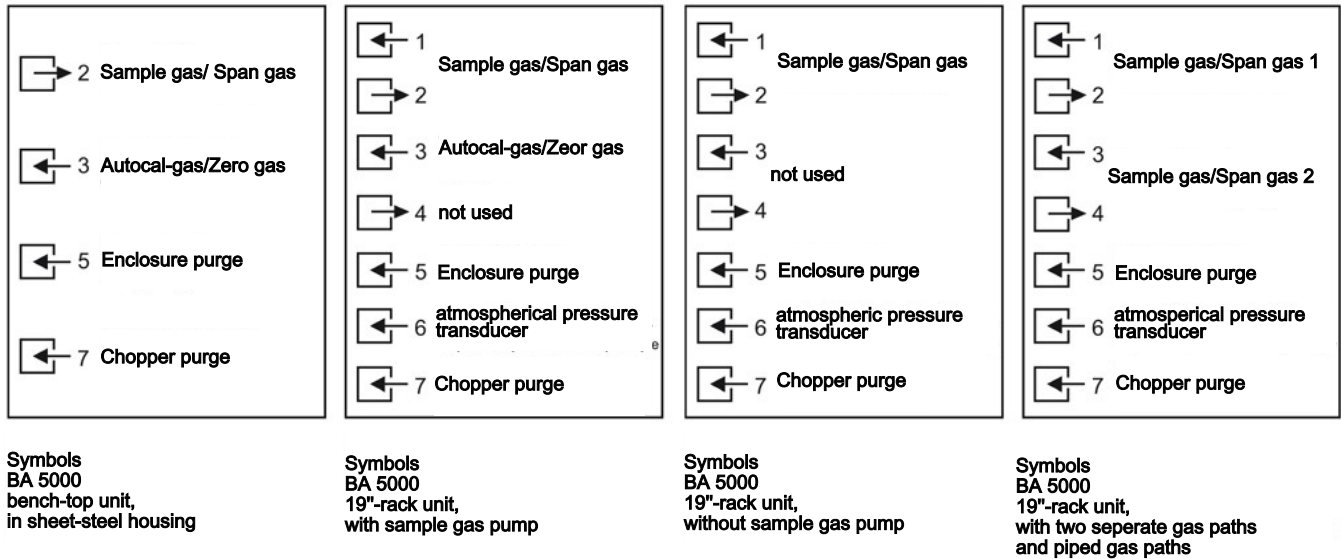 2 Sample gas/ Span gas
3 Autocal-gas/Zero gas
5 Enclosure purge
7 Chopper purge
Symbols
BA 5000
bench-top unit,
in sheet-steel housing
1
Sample gas/Span gas
2
3 Autocal-gas/Zeor gas
4 not used
5 Enclosure purge
atmospherical pressure
6 transducer
e
7 Chopper purge
Symbols
BA 5000
19"-rack unit,
with sample gas pump
1
Sample gas/Span gas
2
3
not used
4
5 Enclosure purge
atmospheric pressure
6 transducer
7 Chopper purge
Symbols
BA 5000
19"-rack unit,
without sample gas pump
1
Sample gas/Span gas 1
2
3
Sample gas/Span gas 2
4
5 Enclosure purge
atmosperical pressure
6 transducer
7 Chopper purge
Symbols
BA 5000
19"-rack unit,
with two seperate gas paths
and piped gas paths